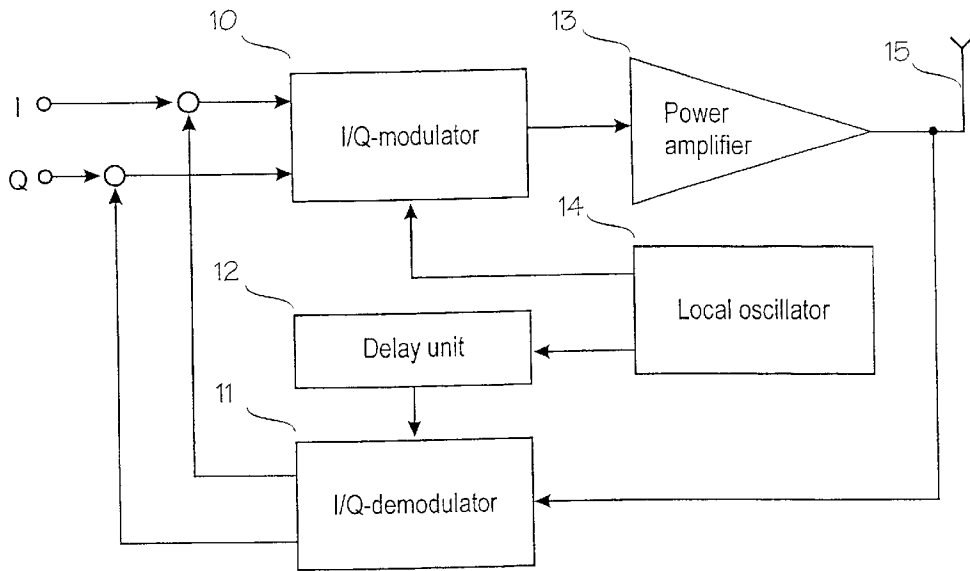 10
13
15
I
I/Q-modulator
Power
amplifier
Q
14
12
Local oscillator
Delay unit
11
I/Q-demodulator